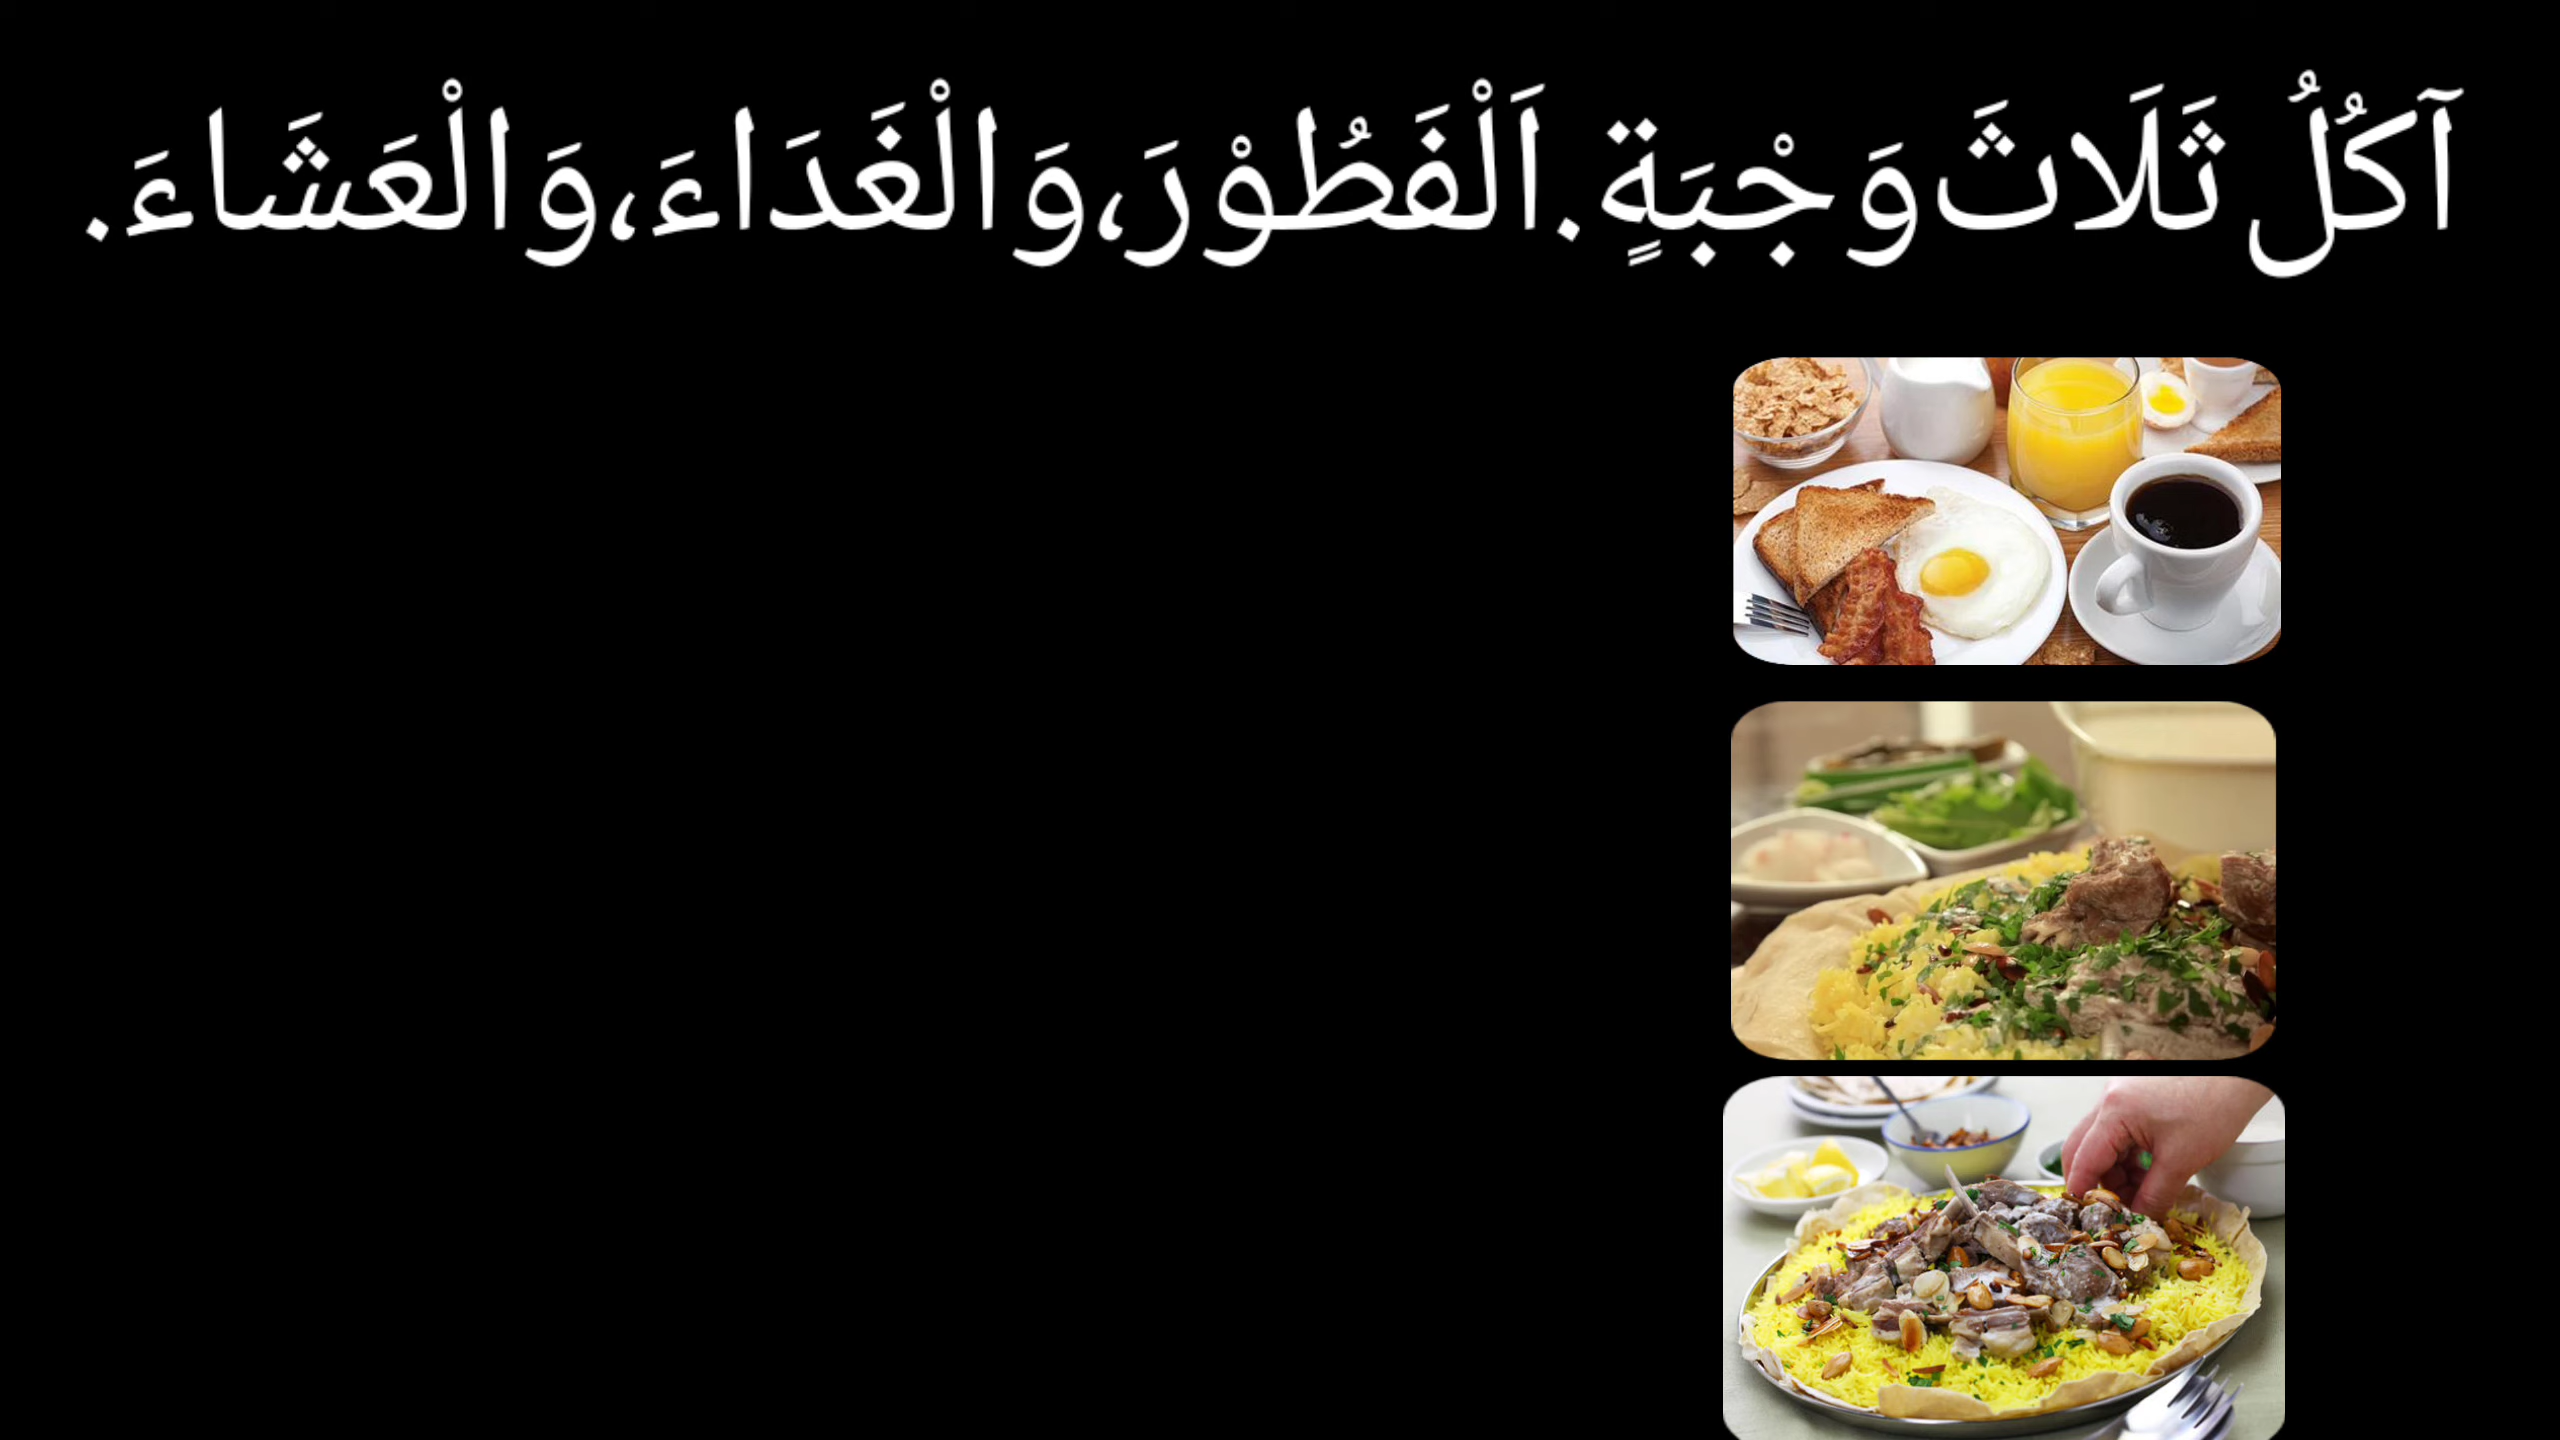 آكُلُ ثَلَاثَ وَجْبَةٍ. اَلْفَطُوْرَ، وَالْغَدَاءَ، وَالْعَشَاءَ.